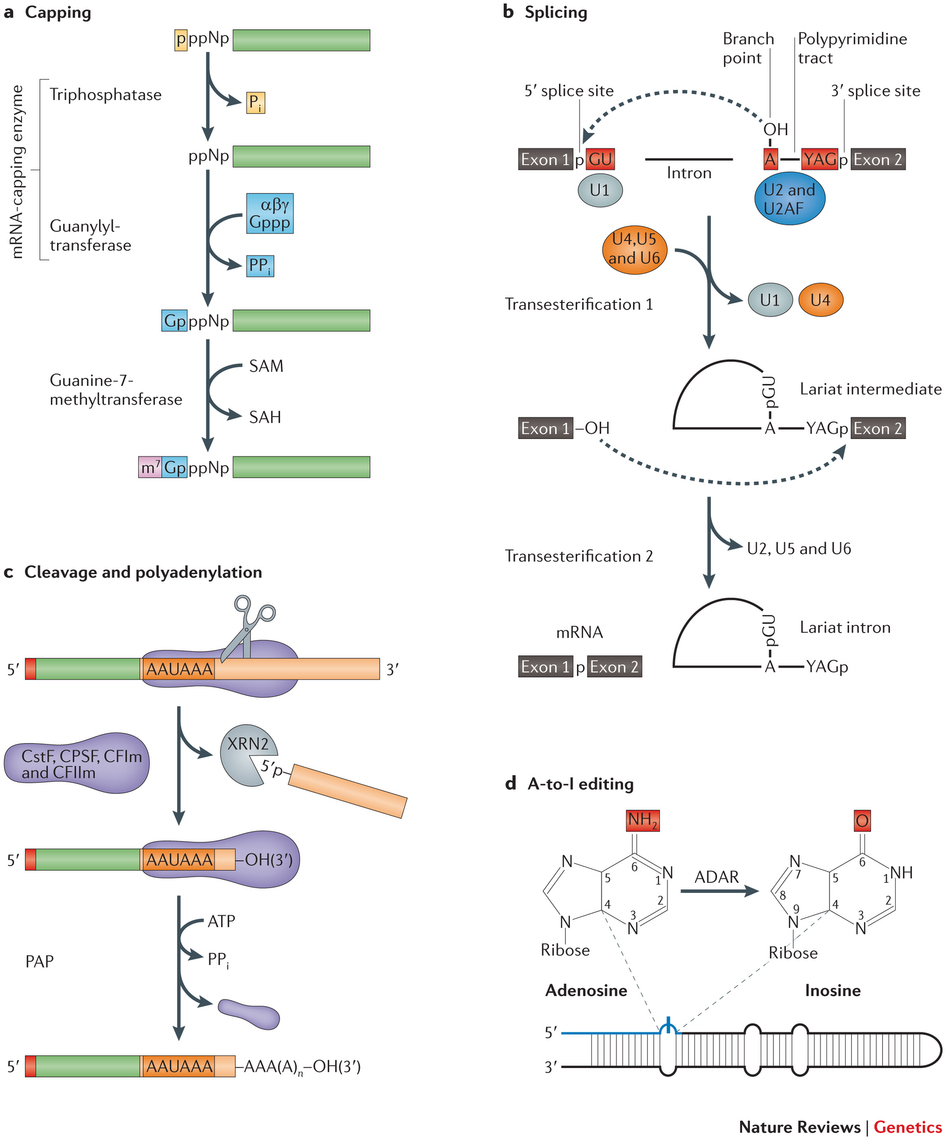 a Capping
pppNp
Triphosphatase
Pi
mRNA-capping enzyme
ppNp
αβγ
Gppp
Guanylyl-
transferase
PPi
GpppNp
SAM
Guanine-7-
methyltransferase
SAH
m⁷GpppNp
b Splicing
Branch
point
Polypyrimidine
tract
5′ splice site
3′ splice site
OH
Exon 1 p GU
A YAG p Exon 2
Intron
U1
U2 and
U2AF
U4,U5
and U6
U1 U4
Transesterification 1
pGU
Lariat intermediate
Exon 1 –OH
A YAGp Exon 2
U2, U5 and U6
Transesterification 2
mRNA
pGU
Lariat intron
Exon 1 p Exon 2
A YAGp
c Cleavage and polyadenylation
5′ AAUAAA 3′
CstF, CPSF, CFIm
and CFIIm
XRN2
5′p–
5′ AAUAAA –OH(3′)
ATP
PAP
PPi
5′ AAUAAA –AAA(A)n–OH(3′)
d A-to-I editing
NH₂
O
N 5 6 1 N
4 3 2
N N
Ribose
ADAR
N 7 5 6 1 NH
8 9 4 3 2
N N
Ribose
Adenosine
Inosine
5′
3′
Nature Reviews | Genetics